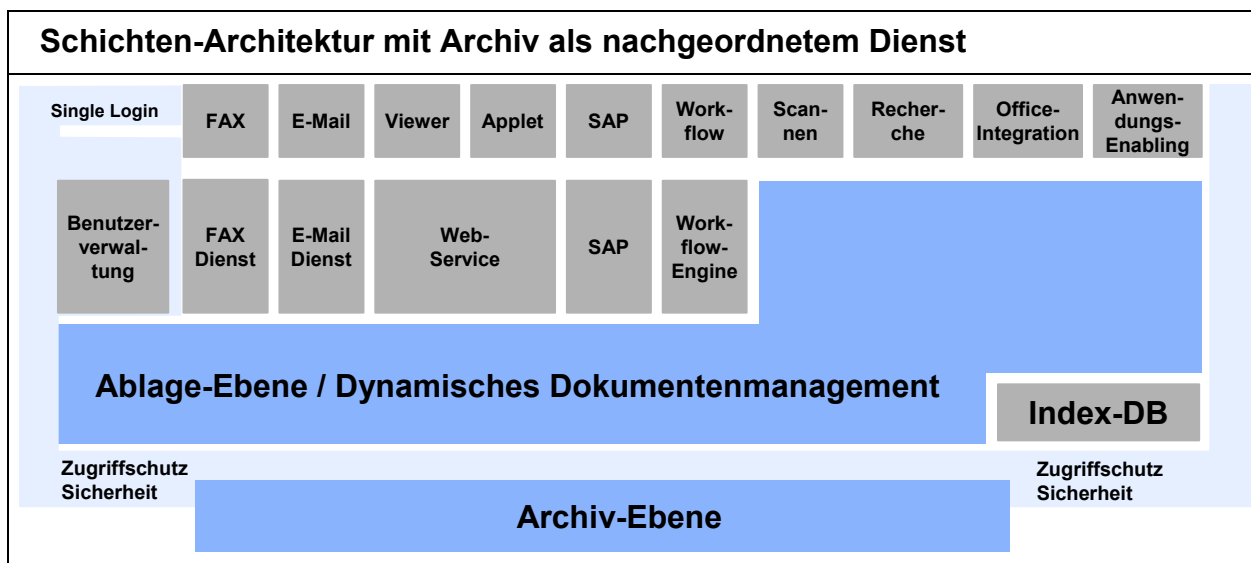 Schichten-Architektur mit Archiv als nachgeordnetem Dienst
Single Login
FAX
E-Mail
Viewer
Applet
SAP
Work-
flow
Scan-
nen
Recher-
che
Office-
Integration
Anwen-
dungs-
Enabling
Benutzer-
verwal-
tung
FAX
Dienst
E-Mail
Dienst
Web-
Service
SAP
Work-
flow-
Engine
Ablage-Ebene / Dynamisches Dokumentenmanagement
Index-DB
Zugriffschutz
Sicherheit
Zugriffschutz
Sicherheit
Archiv-Ebene